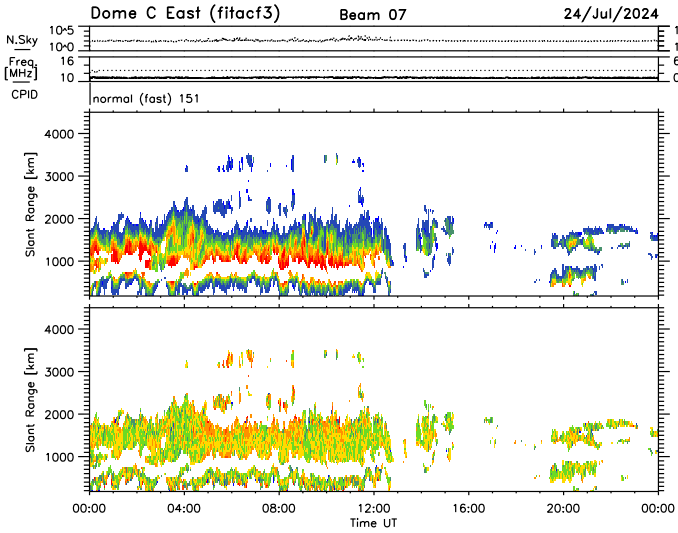 Dome C East (fitacf3) Beam 07 24/Jul/2024
N.Sky 10^5 10^0
Freq. [MHz] 16 10
CPID normal (fast) 151
Slant Range [km] 4000 3000 2000 1000
Slant Range [km] 4000 3000 2000 1000
00:00 04:00 08:00 12:00 16:00 20:00 00:00
Time UT